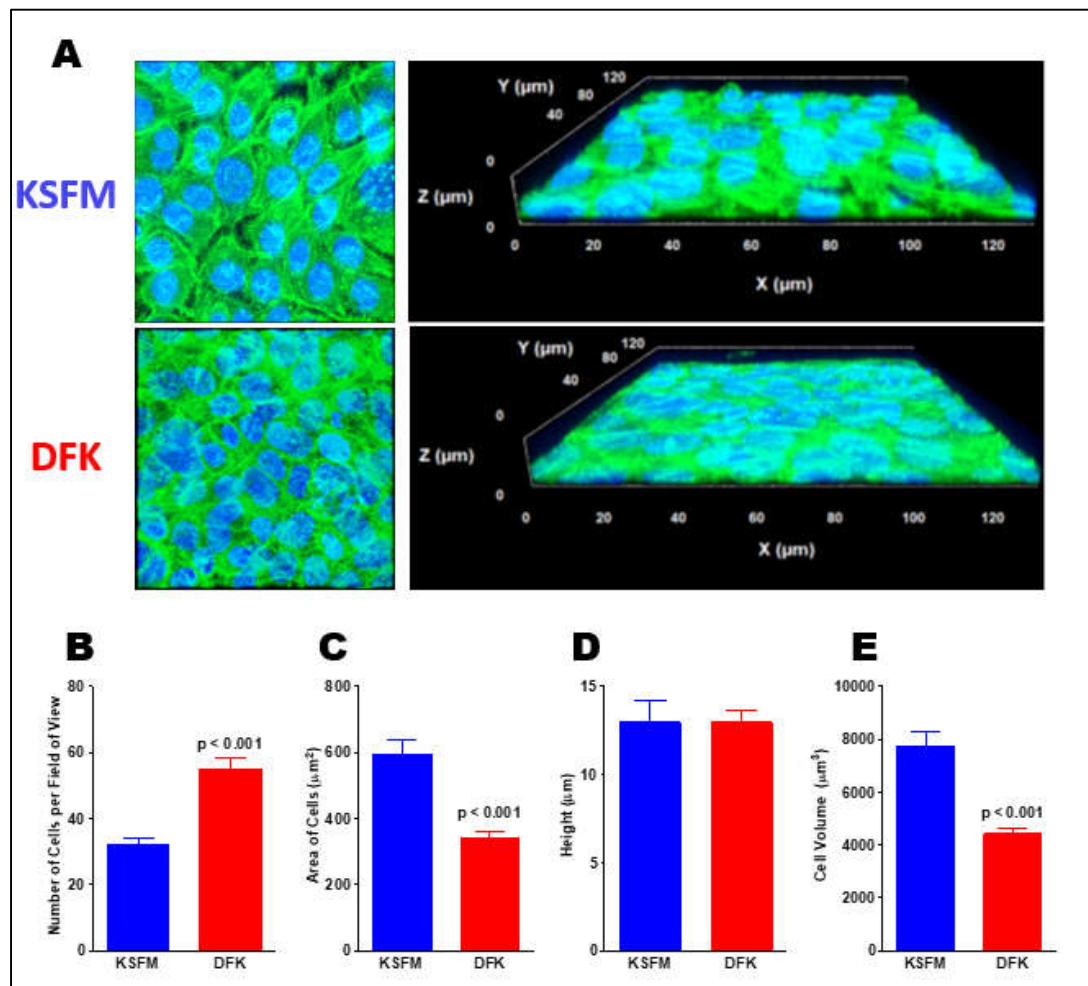 A
KSFM
Y (μm)
120
80
40
0
Z (μm)
0
0 20 40 60 80 100 120
X (μm)
DFK
Y (μm)
120
80
40
0
Z (μm)
0
0 20 40 60 80 100 120
X (μm)
B
Number of Cells per Field of View
80
60
40
20
0
p < 0.001
KSFM DFK
C
Area of Cells (μm²)
800
600
400
200
0
p < 0.001
KSFM DFK
D
Height (μm)
15
10
5
0
KSFM DFK
E
Cell Volume (μm³)
10000
8000
6000
4000
2000
0
p < 0.001
KSFM DFK